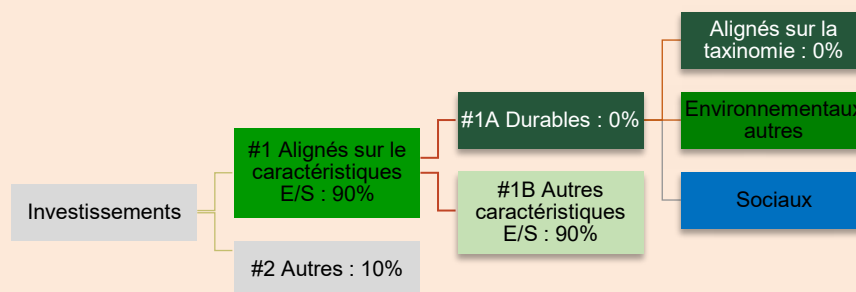 Investissements
#1 Alignés sur le
caractéristiques
E/S : 90%
#2 Autres : 10%
#1A Durables : 0%
#1B Autres
caractéristiques
E/S : 90%
Alignés sur la
taxinomie : 0%
Environnementaux
autres
Sociaux